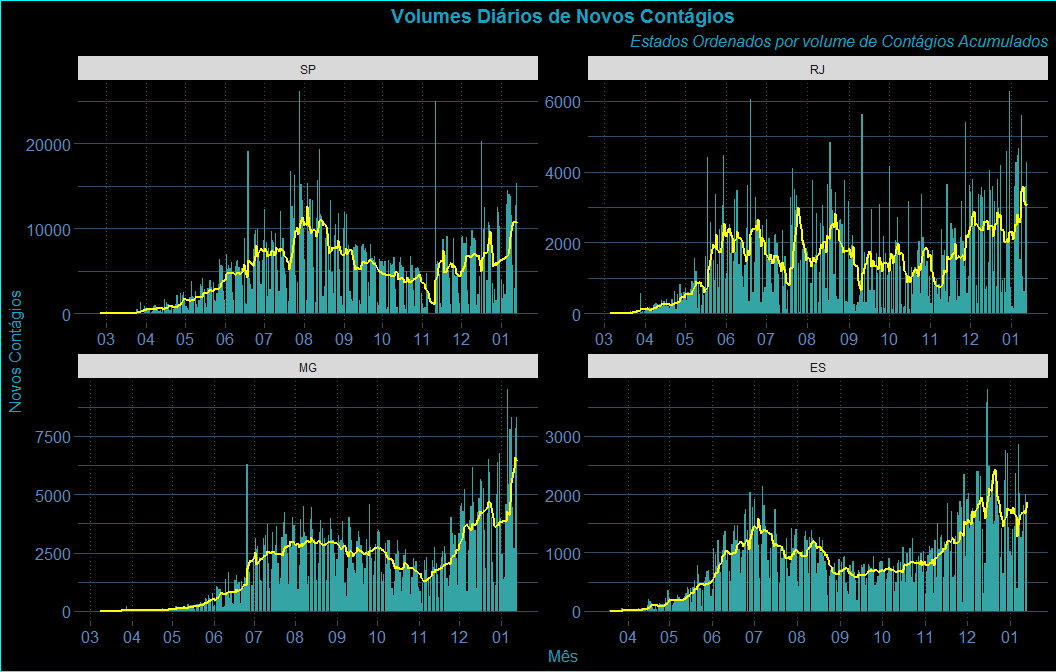 Volumes Diários de Novos Contágios
Estados Ordenados por volume de Contágios Acumulados
SP
RJ
20000
10000
0
03 04 05 06 07 08 09 10 11 12 01
6000
4000
2000
0
03 04 05 06 07 08 09 10 11 12 01
Novos Contágios
MG
ES
7500
5000
2500
0
03 04 05 06 07 08 09 10 11 12 01
3000
2000
1000
0
04 05 06 07 08 09 10 11 12 01
Mês